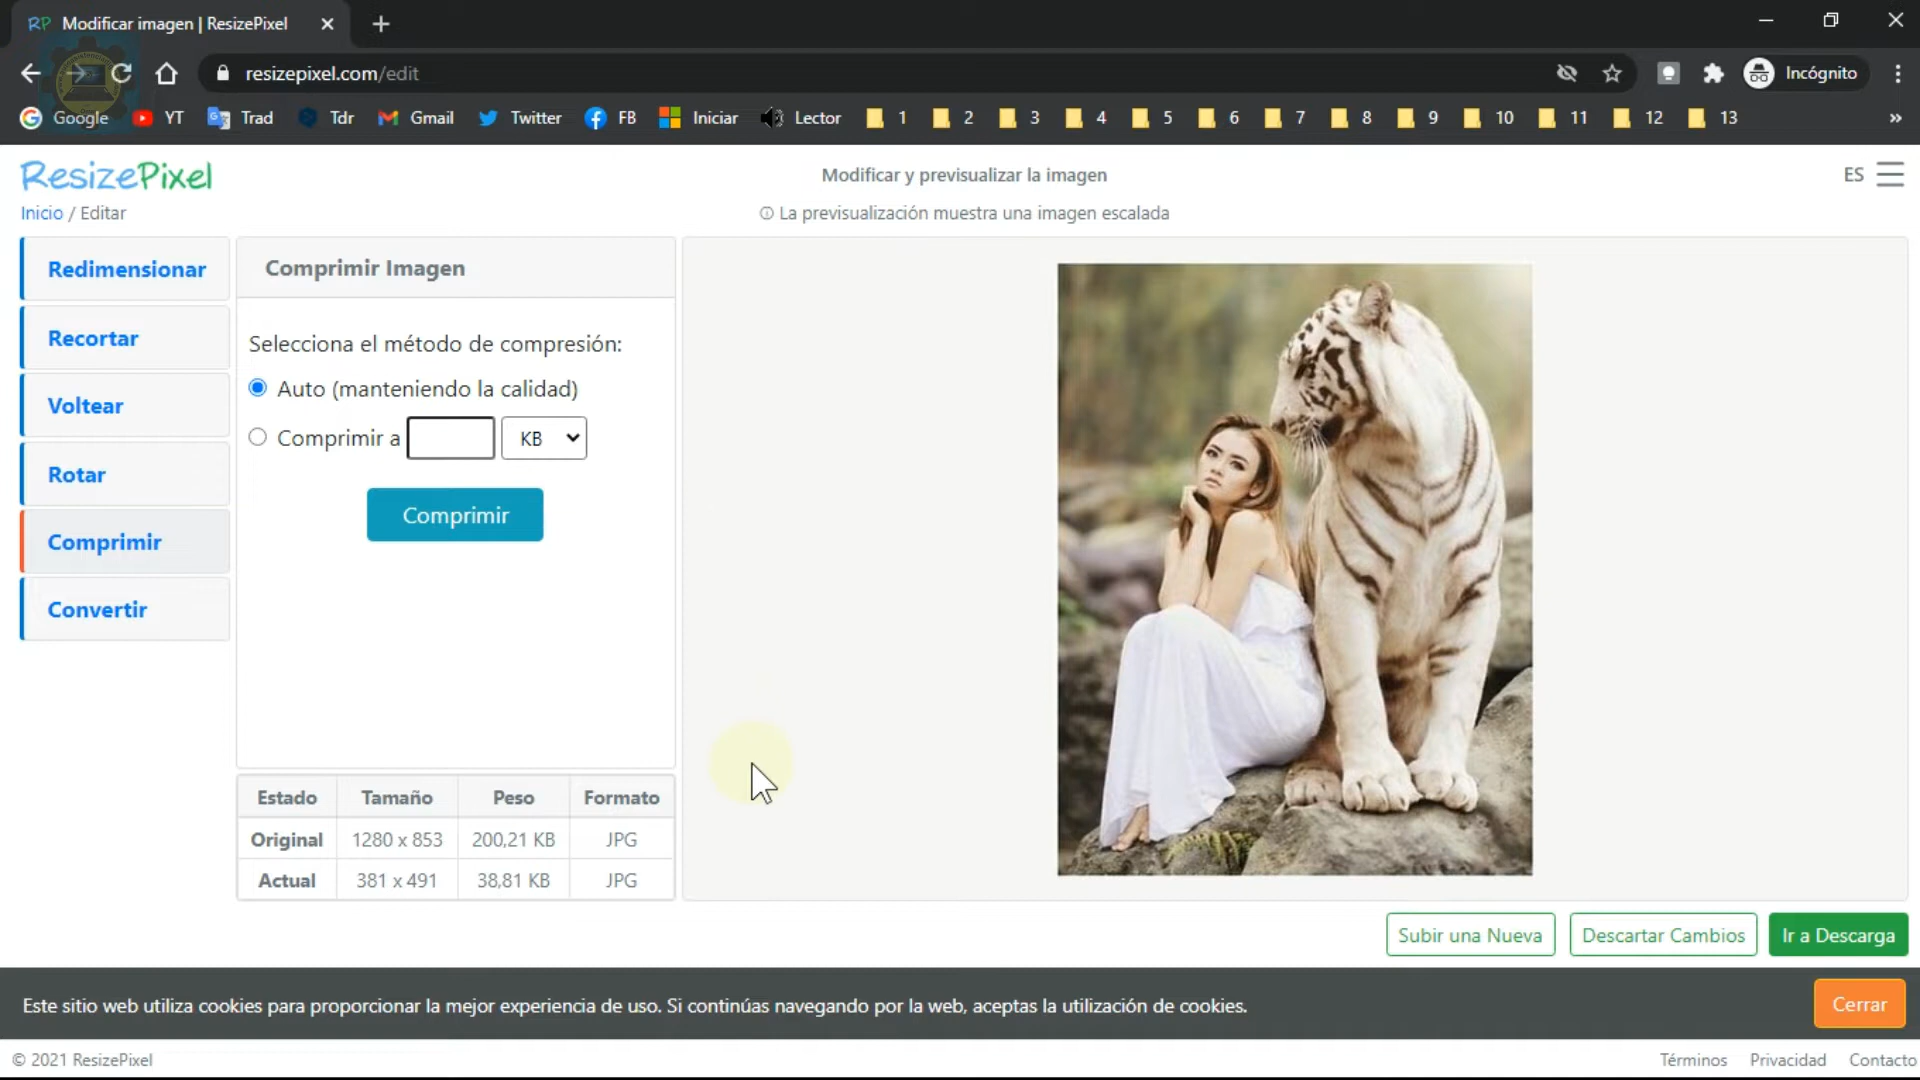 RP Modificar imagen | ResizePixel
resizepixel.com/edit
Incógnito
Google YT Trad Tdr Gmail Twitter FB Iniciar Lector 1 2 3 4 5 6 7 8 9 10 11 12 13 »
ResizePixel
Modificar y previsualizar la imagen
ES
Inicio / Editar
La previsualización muestra una imagen escalada
Redimensionar
Recortar
Voltear
Rotar
Comprimir
Convertir
Comprimir Imagen
Selecciona el método de compresión:
Auto (manteniendo la calidad)
Comprimir a KB
Comprimir
Estado Tamaño Peso Formato
Original 1280 x 853 200,21 KB JPG
Actual 381 x 491 38,81 KB JPG
Subir una Nueva Descartar Cambios Ir a Descarga
Este sitio web utiliza cookies para proporcionar la mejor experiencia de uso. Si continúas navegando por la web, aceptas la utilización de cookies.
Cerrar
© 2021 ResizePixel
Términos Privacidad Contacto